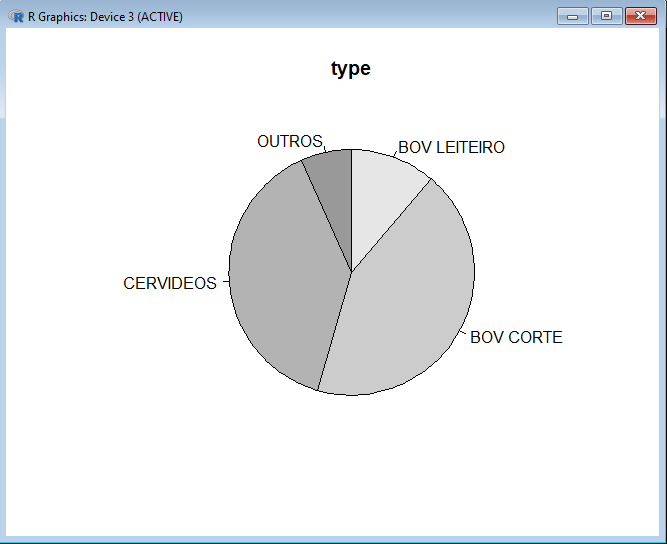 R Graphics: Device 3 (ACTIVE)
type
OUTROS
BOV LEITEIRO
CERVIDEOS
BOV CORTE